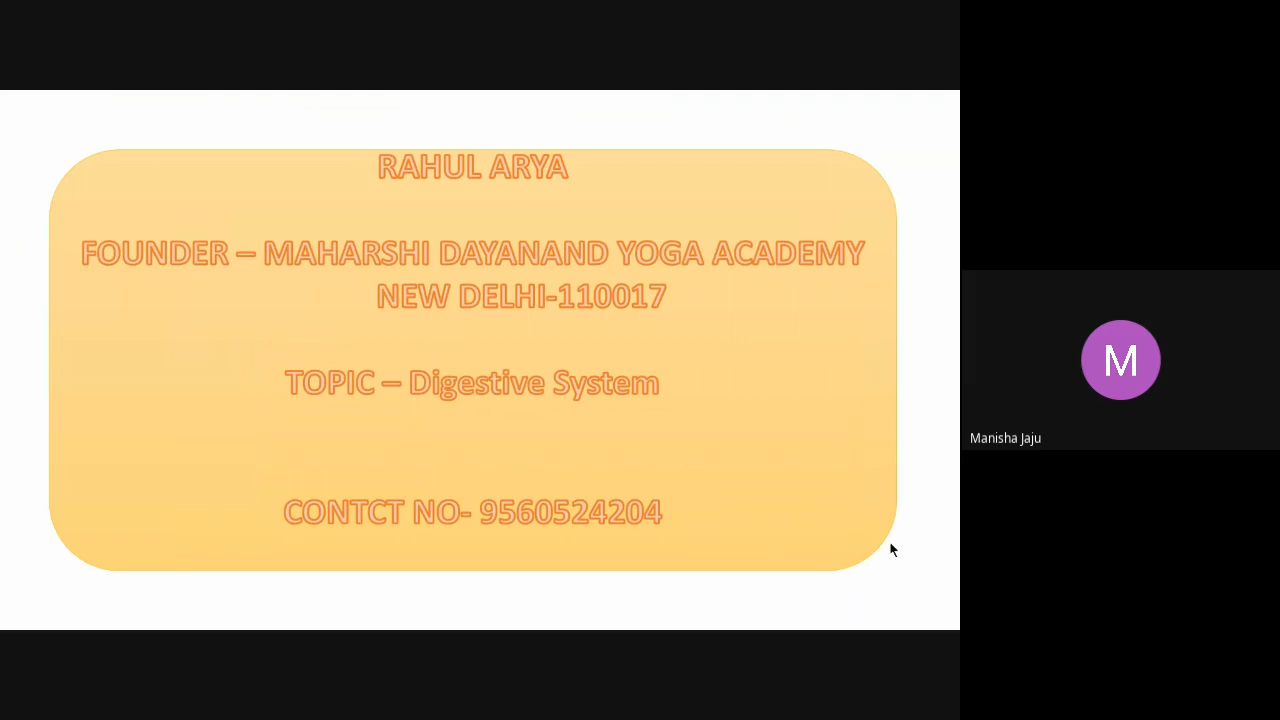 RAHUL ARYA
FOUNDER – MAHARSHI DAYANAND YOGA ACADEMY
NEW DELHI-110017
TOPIC – Digestive System
CONTCT NO- 9560524204
M
Manisha Jaju